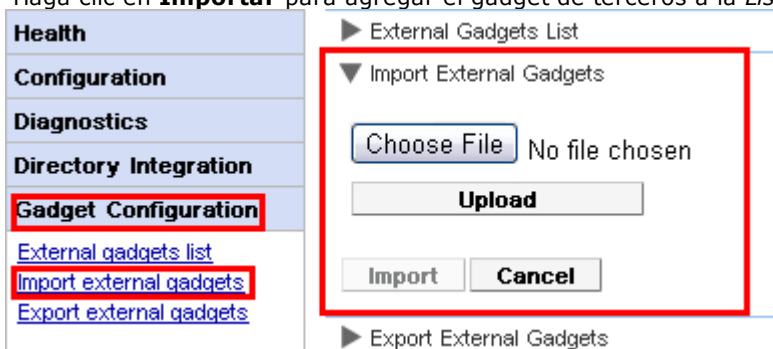 Haga clic en Importar para agregar el gadget de terceros a la Lis
Health
Configuration
Diagnostics
Directory Integration
Gadget Configuration
External gadgets list
Import external gadgets
Export external gadgets
External Gadgets List
Import External Gadgets
Choose File No file chosen
Upload
Import Cancel
Export External Gadgets